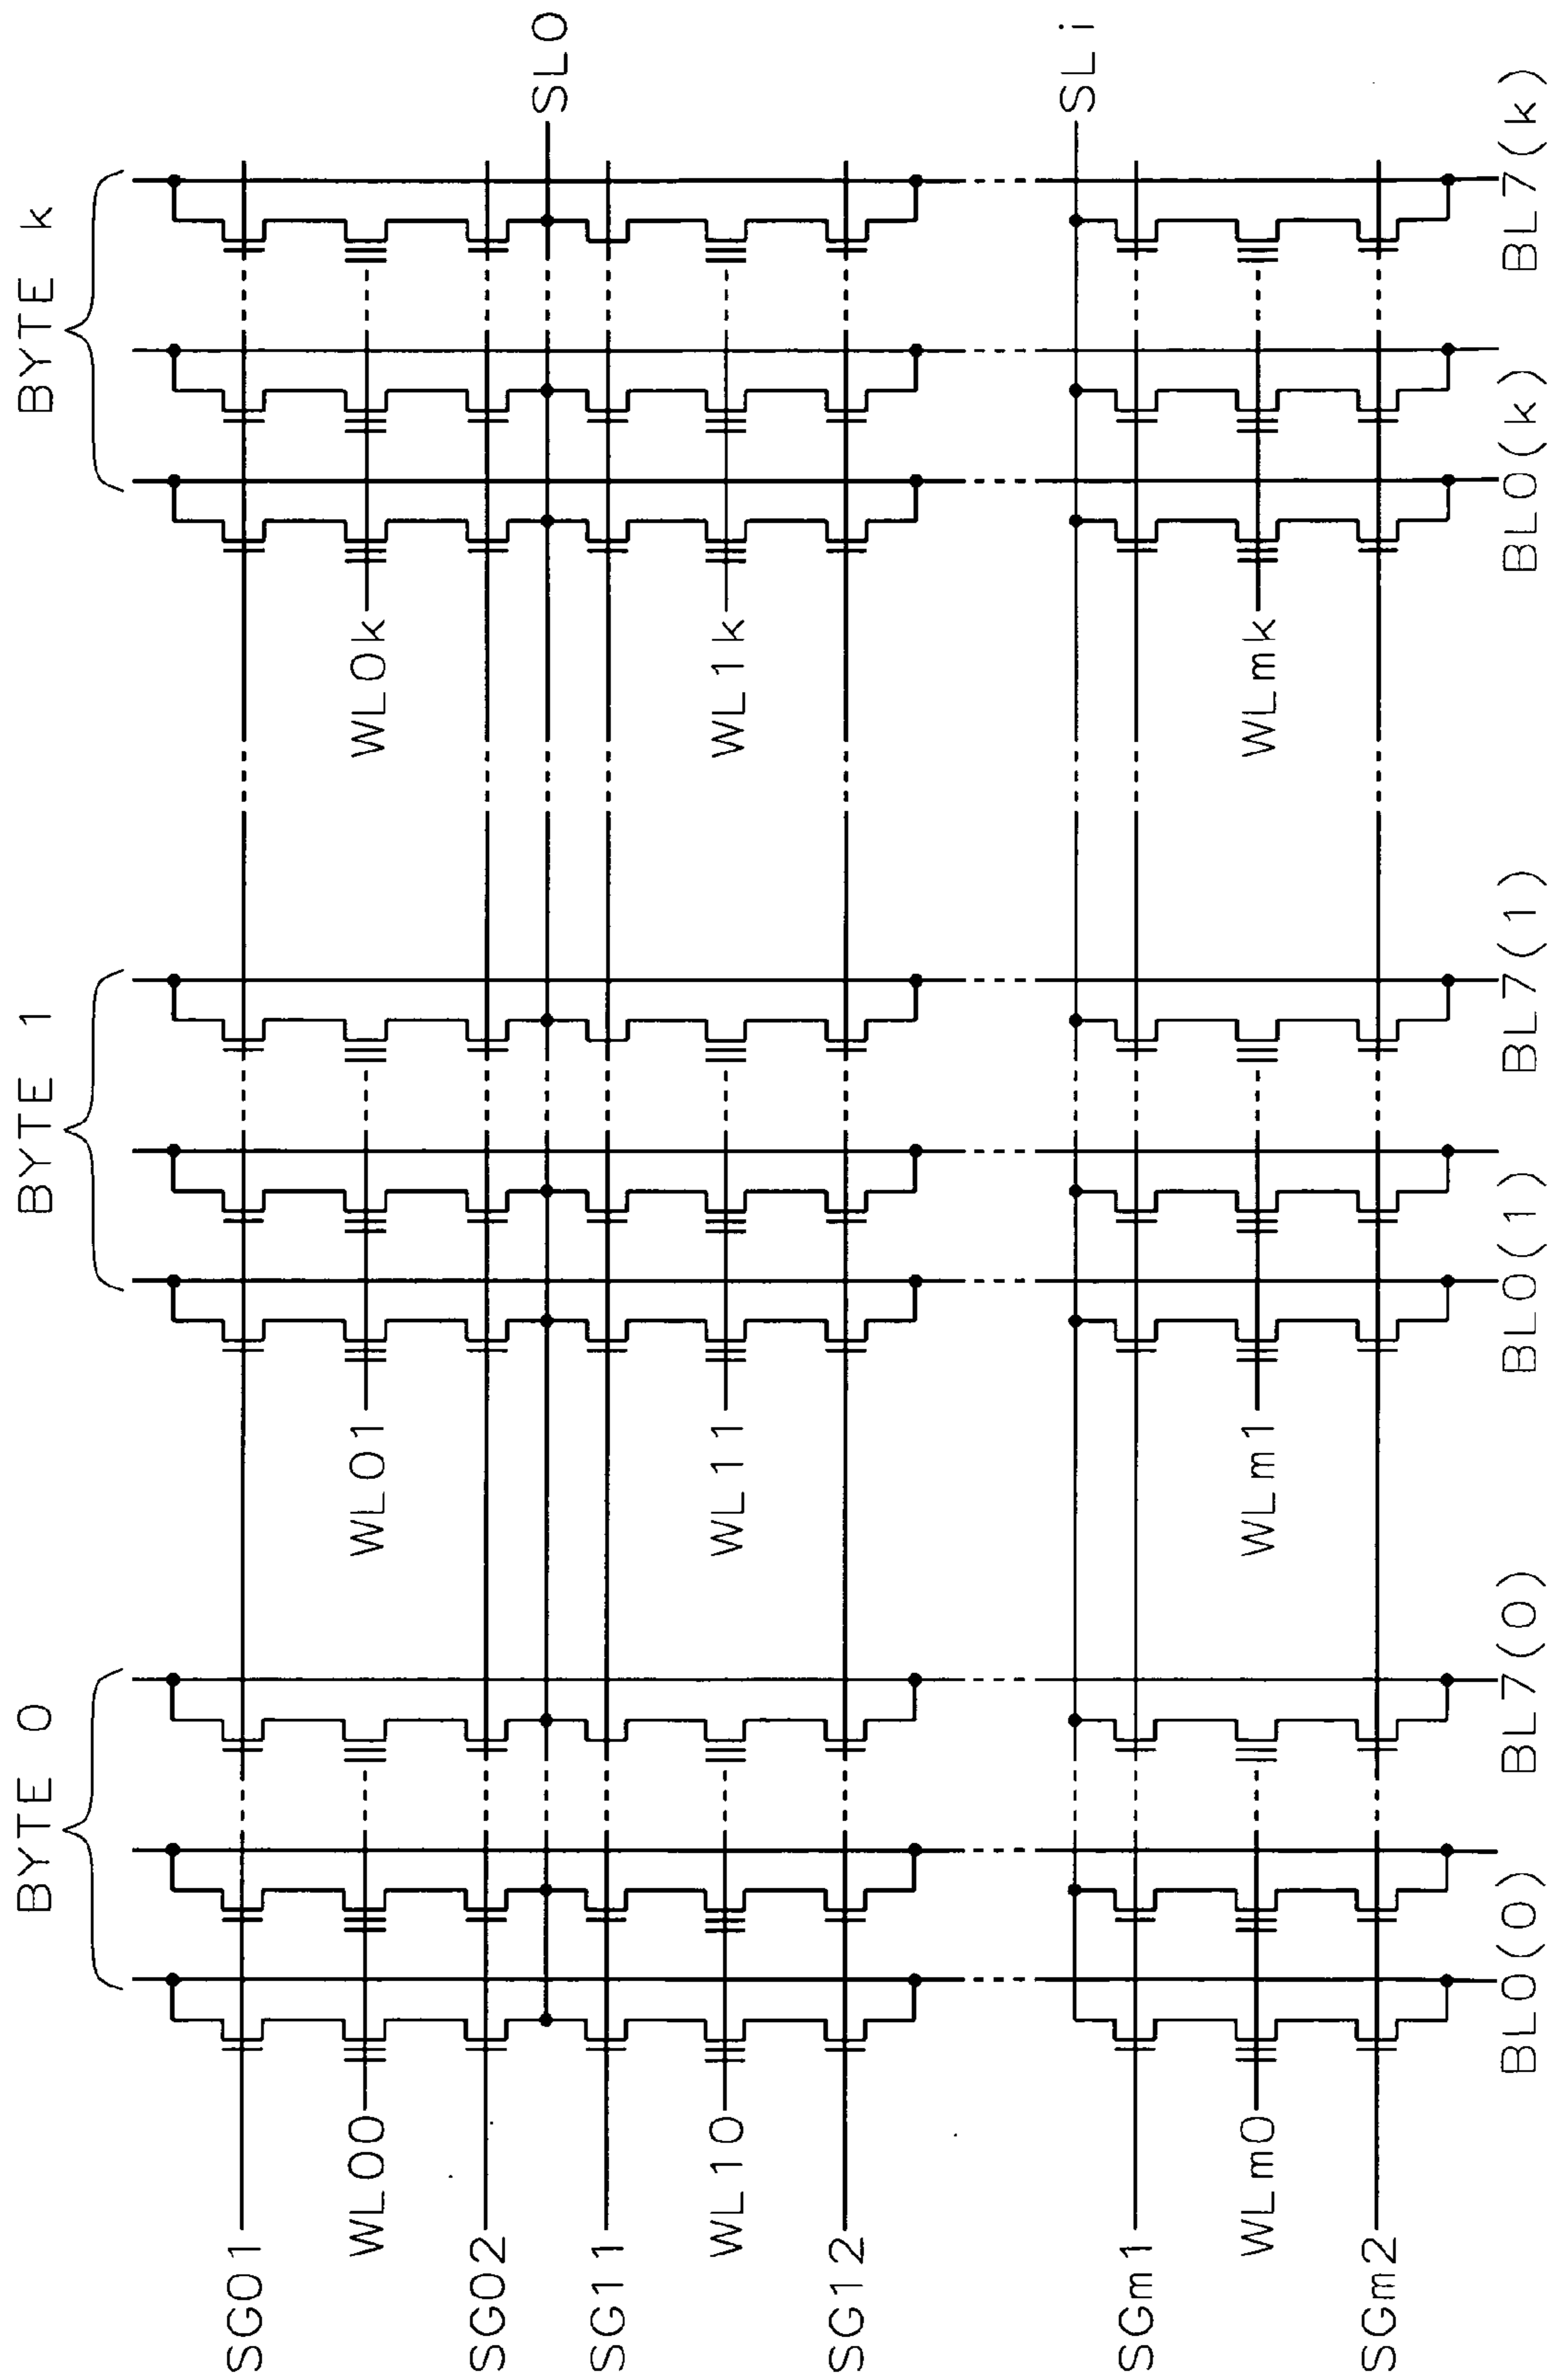 BYTE 0 BYTE 1 BYTE k
SG01
WL00 WL01 WL0k
SG02
SL0
SG11
WL10 WL11 WL1k
SG12
SLi
SGm1
WLm0 WLm1 WLmk
SGm2
BL0(0) BL7(0) BL0(1) BL7(1) BL0(k) BL7(k)